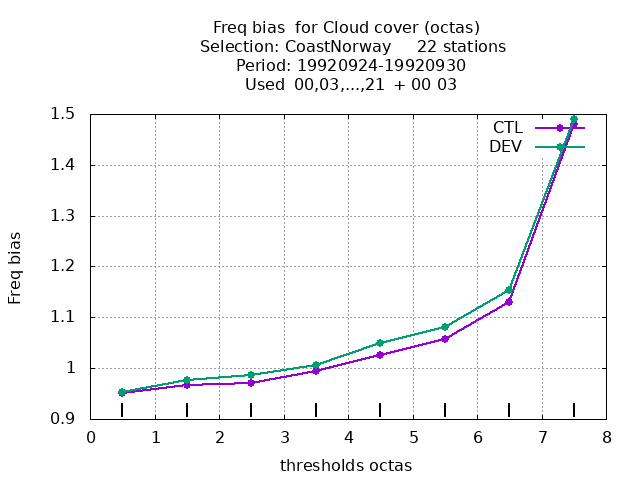 Freq bias  for Cloud cover (octas)
Selection: CoastNorway     22 stations
Period: 19920924-19920930
Used  00,03,...,21  + 00 03
CTL
DEV
1.5
1.4
1.3
1.2
1.1
1
0.9
Freq bias
0 1 2 3 4 5 6 7 8
thresholds octas